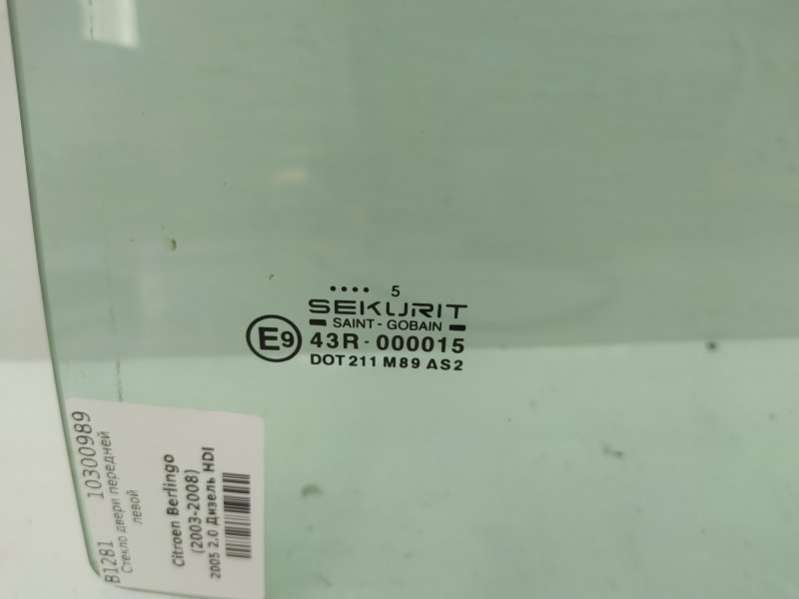 .... 5
SEKURIT
SAINT - GOBAIN
E9
43R - 000015
DOT 211 M89 AS2
B1281 10300989
Стекло двери передней
левой
Citroen Berlingo
(2003-2008)
2005 2.0 Дизель HDI